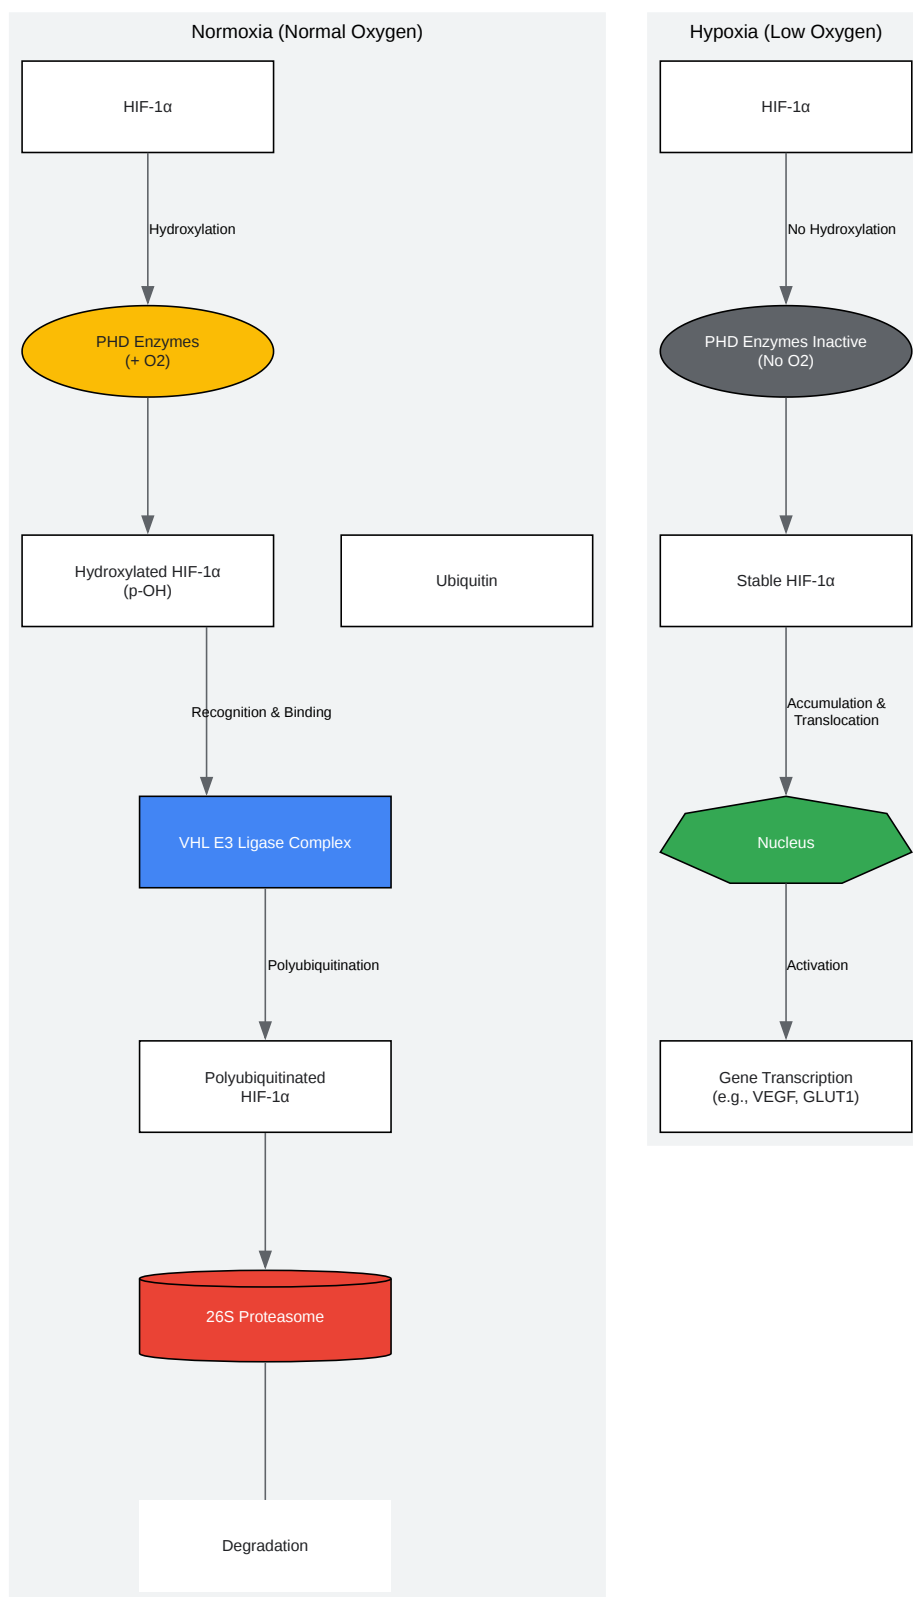 Normoxia (Normal Oxygen)
HIF-1α
Hydroxylation
PHD Enzymes
(+ O2)
Hydroxylated HIF-1α
(p-OH)
Ubiquitin
Recognition & Binding
VHL E3 Ligase Complex
Polyubiquitination
Polyubiquitinated
HIF-1α
26S Proteasome
Degradation
Hypoxia (Low Oxygen)
HIF-1α
No Hydroxylation
PHD Enzymes Inactive
(No O2)
Stable HIF-1α
Accumulation &
Translocation
Nucleus
Activation
Gene Transcription
(e.g., VEGF, GLUT1)